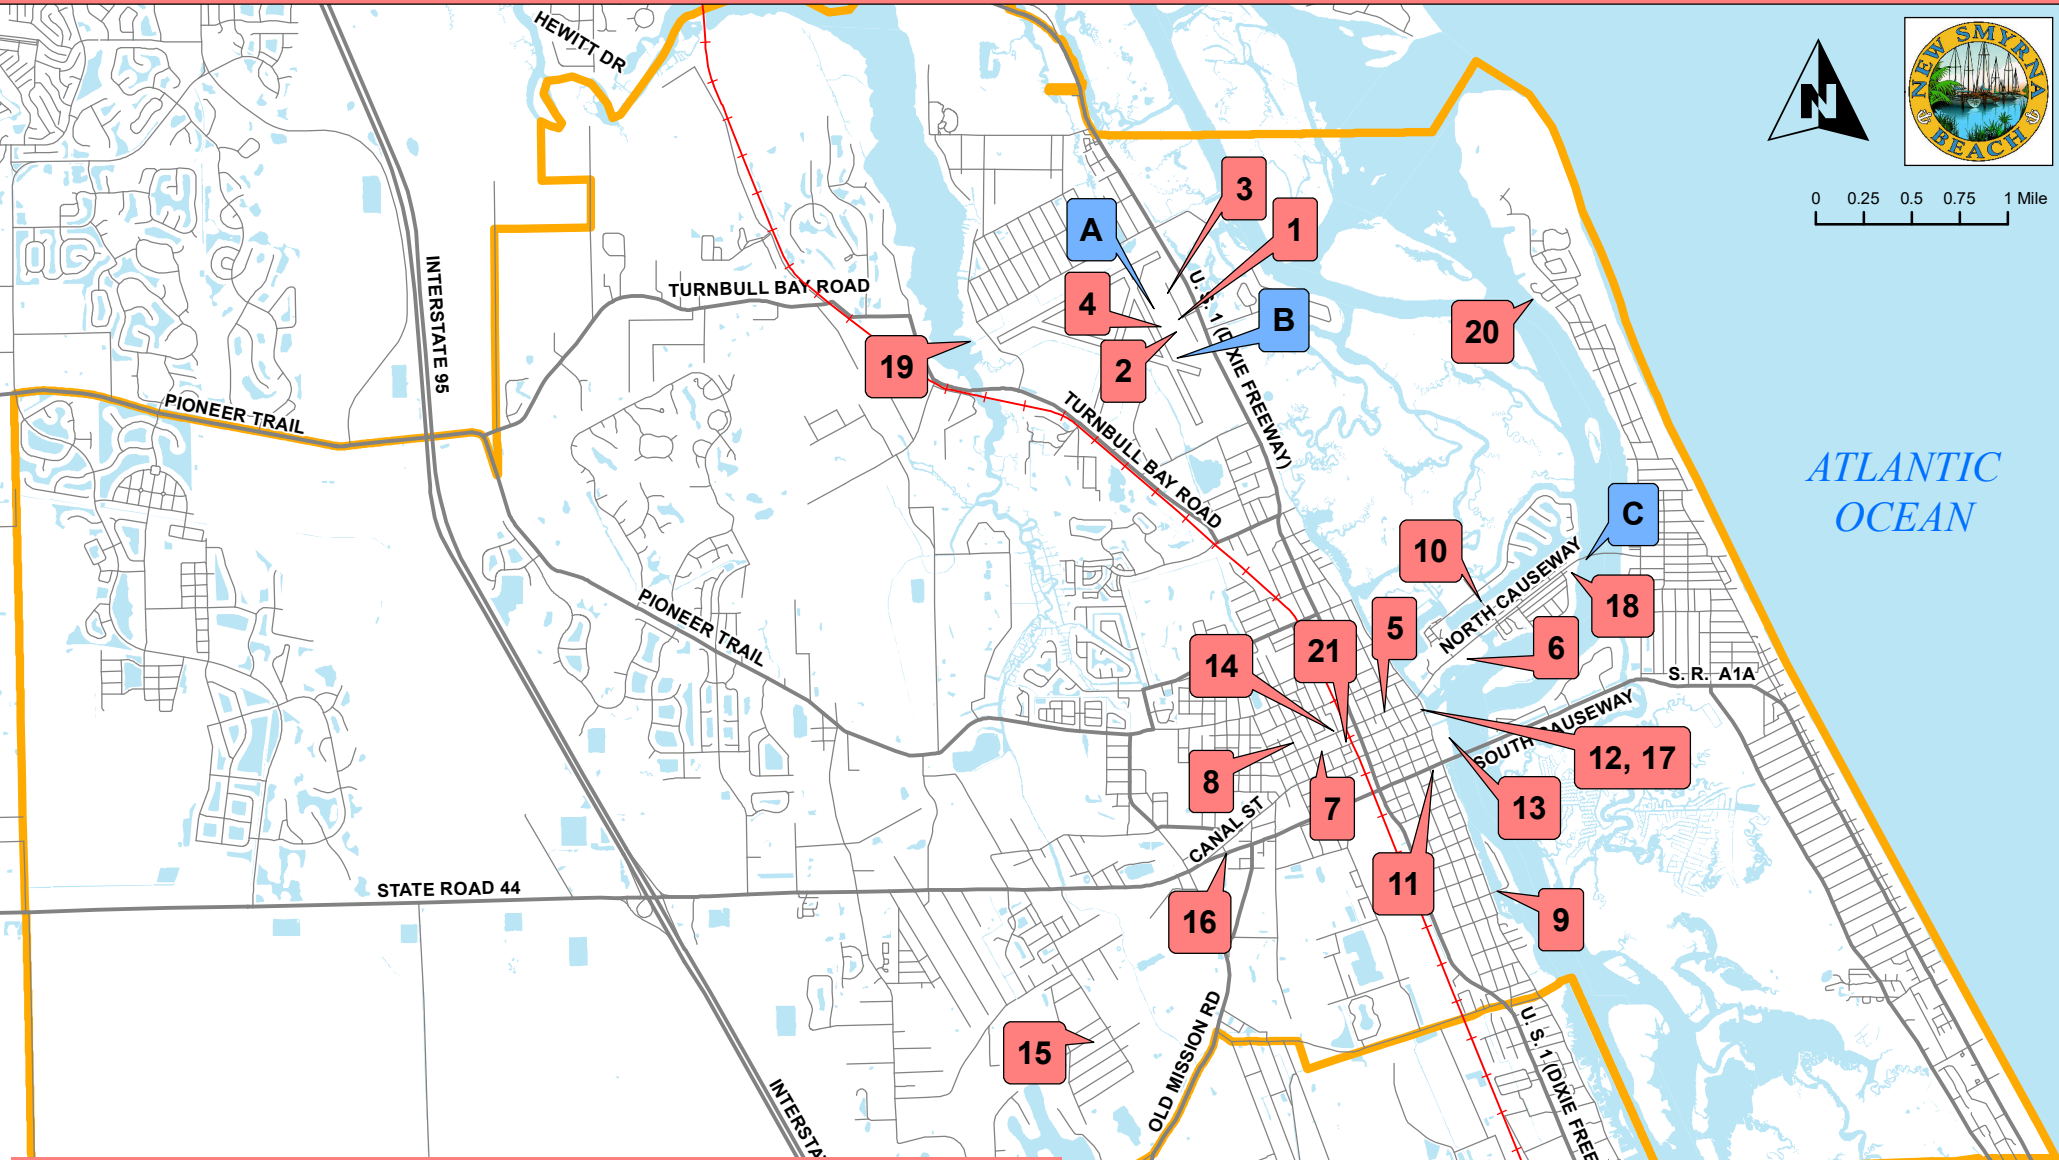 HEWITT DR
N
NEW SMYRNA
BEACH
0 0.25 0.5 0.75 1 Mile
3
A
1
INTERSTATE 95
TURNBULL BAY ROAD
U. S. 1 (DIXIE FREEWAY)
4
B
20
19
2
PIONEER TRAIL
TURNBULL BAY ROAD
ATLANTIC
OCEAN
C
10
NORTH CAUSEWAY
18
PIONEER TRAIL
5
6
21
14
S. R. A1A
SOUTH CAUSEWAY
12, 17
8
7
13
CANAL ST
STATE ROAD 44
11
16
9
15
OLD MISSION RD
U. S. 1 (DIXIE FREE
INTERSTA